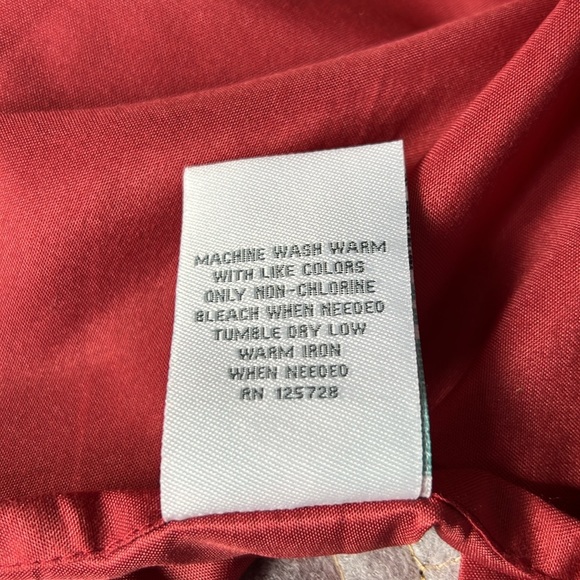 MACHINE WASH WARM
WITH LIKE COLORS
ONLY NON-CHLORINE
BLEACH WHEN NEEDED
TUMBLE DRY LOW
WARM IRON
WHEN NEEDED
RN 125728